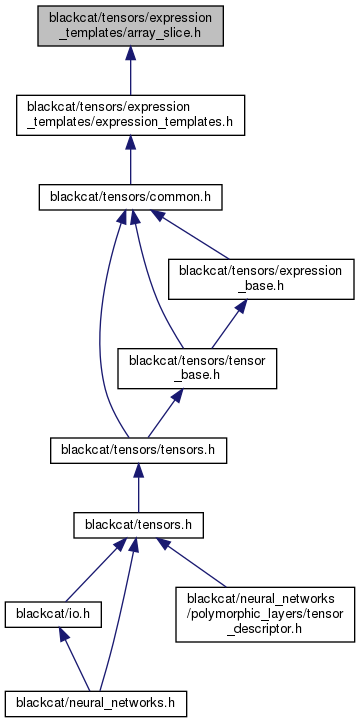 blackcat/tensors/expression
_templates/array_slice.h
blackcat/tensors/expression
_templates/expression_templates.h
blackcat/tensors/common.h
blackcat/tensors/expression
_base.h
blackcat/tensors/tensor
_base.h
blackcat/tensors/tensors.h
blackcat/tensors.h
blackcat/neural_networks
/polymorphic_layers/tensor
_descriptor.h
blackcat/io.h
blackcat/neural_networks.h